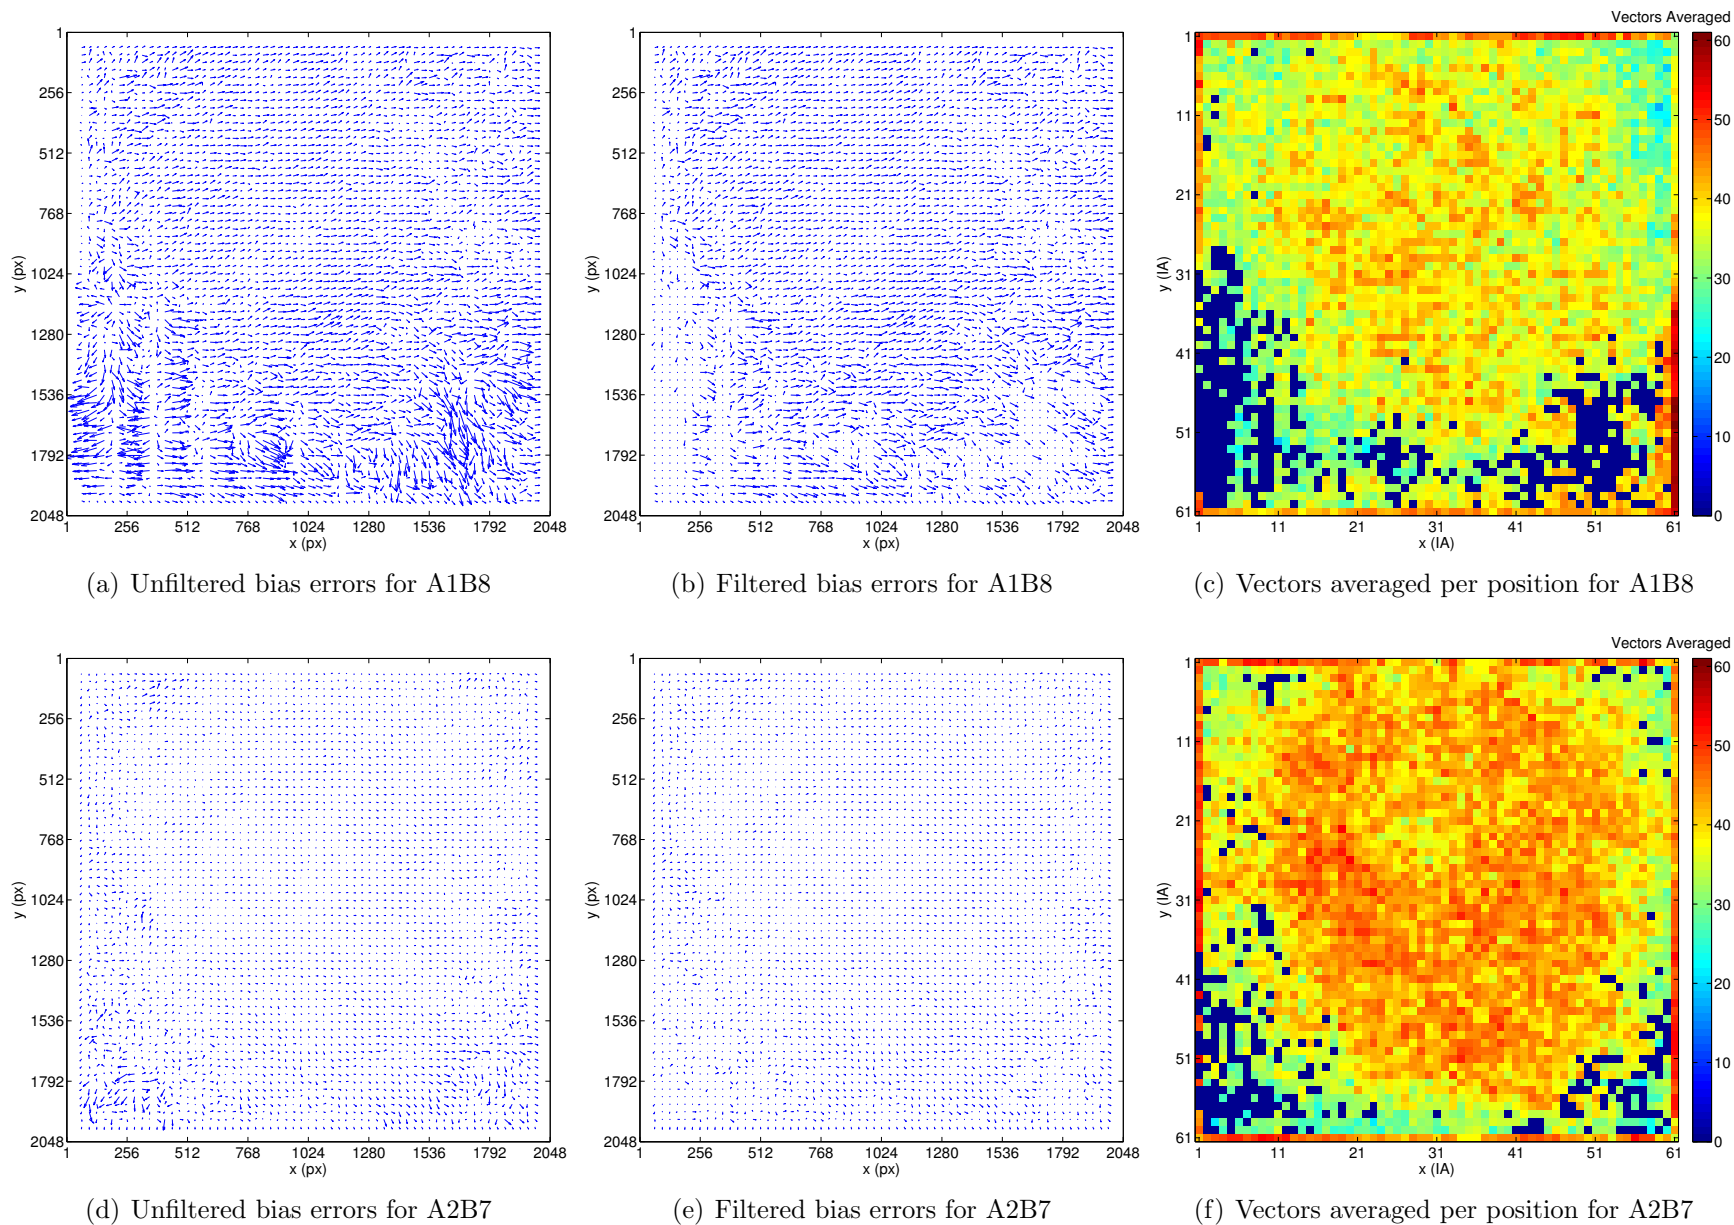 1
256
512
768
1024
1280
1536
1792
2048
y (px)
1 256 512 768 1024 1280 1536 1792 2048
x (px)
(a) Unfiltered bias errors for A1B8
1
256
512
768
1024
1280
1536
1792
2048
y (px)
1 256 512 768 1024 1280 1536 1792 2048
x (px)
(b) Filtered bias errors for A1B8
Vectors Averaged
1
11
21
31
41
51
61
y (IA)
1 11 21 31 41 51 61
x (IA)
60
50
40
30
20
10
0
(c) Vectors averaged per position for A1B8
1
256
512
768
1024
1280
1536
1792
2048
y (px)
1 256 512 768 1024 1280 1536 1792 2048
x (px)
(d) Unfiltered bias errors for A2B7
1
256
512
768
1024
1280
1536
1792
2048
y (px)
1 256 512 768 1024 1280 1536 1792 2048
x (px)
(e) Filtered bias errors for A2B7
Vectors Averaged
1
11
21
31
41
51
61
y (IA)
1 11 21 31 41 51 61
x (IA)
60
50
40
30
20
10
0
(f) Vectors averaged per position for A2B7